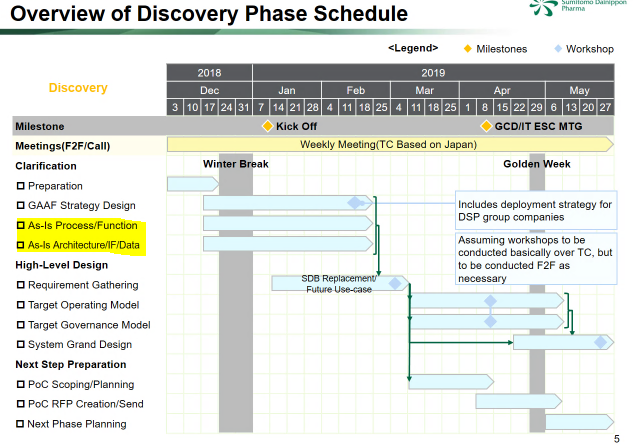 Overview of Discovery Phase Schedule
Sumitomo Dainippon
Pharma
<Legend> Milestones Workshop
Discovery
2018 2019
Dec Jan Feb Mar Apr May
3 10 17 24 31 7 14 21 28 4 11 18 25 4 11 18 25 1 8 15 22 29 6 13 20 27
Milestone Kick Off GCD/IT ESC MTG
Meetings(F2F/Call) Weekly Meeting(TC Based on Japan)
Clarification Winter Break Golden Week
Preparation
GAAF Strategy Design
Includes deployment strategy for
DSP group companies
As-Is Process/Function
As-Is Architecture/IF/Data
Assuming workshops to be
conducted basically over TC, but
to be conducted F2F as
necessary
High-Level Design
Requirement Gathering
SDB Replacement/
Future Use-case
Target Operating Model
Target Governance Model
System Grand Design
Next Step Preparation
PoC Scoping/Planning
PoC RFP Creation/Send
Next Phase Planning
5